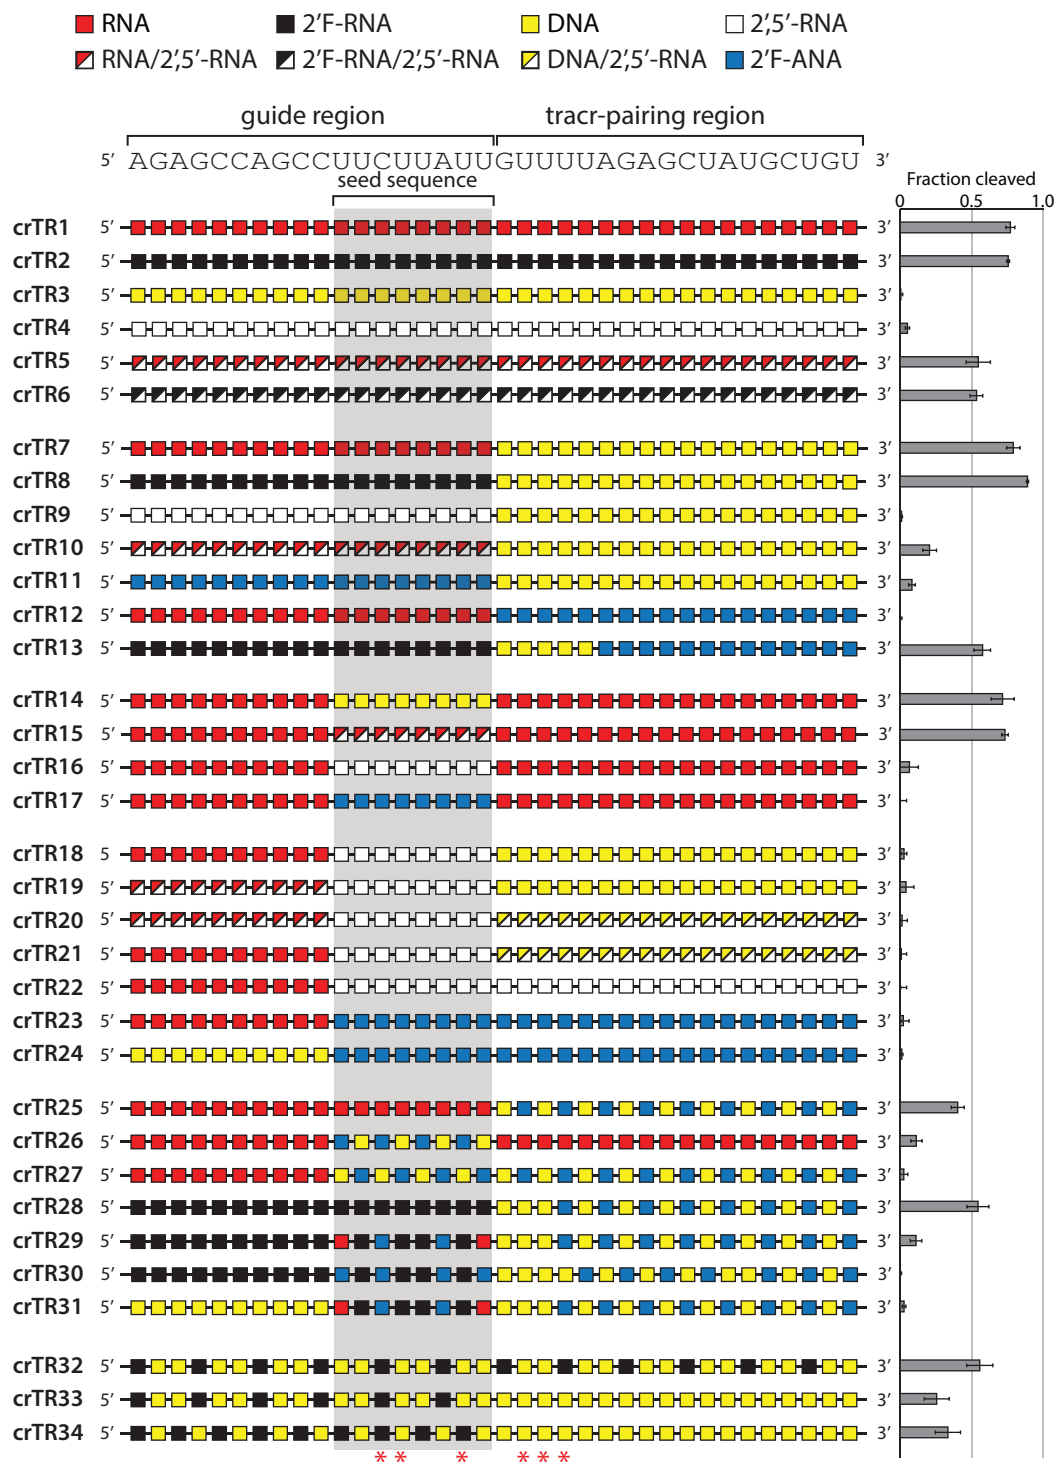 RNA 2'F-RNA DNA 2',5'-RNA
RNA/2',5'-RNA 2'F-RNA/2',5'-RNA DNA/2',5'-RNA 2'F-ANA
guide region tracr-pairing region
5' AGAGCCAGCCUUCUUAUUGUUUUAGAGCUAUGCUGU 3'
seed sequence Fraction cleaved
0 0.5 1.0
crTR1 5' 3'
crTR2 5' 3'
crTR3 5' 3'
crTR4 5' 3'
crTR5 5' 3'
crTR6 5' 3'
crTR7 5' 3'
crTR8 5' 3'
crTR9 5' 3'
crTR10 5' 3'
crTR11 5' 3'
crTR12 5' 3'
crTR13 5' 3'
crTR14 5' 3'
crTR15 5' 3'
crTR16 5' 3'
crTR17 5' 3'
crTR18 5 3'
crTR19 5' 3'
crTR20 5' 3'
crTR21 5' 3'
crTR22 5' 3'
crTR23 5' 3'
crTR24 5' 3'
crTR25 5' 3'
crTR26 5' 3'
crTR27 5' 3'
crTR28 5' 3'
crTR29 5' 3'
crTR30 5' 3'
crTR31 5' 3'
crTR32 5' 3'
crTR33 5' 3'
crTR34 5' 3'
* * * * * *